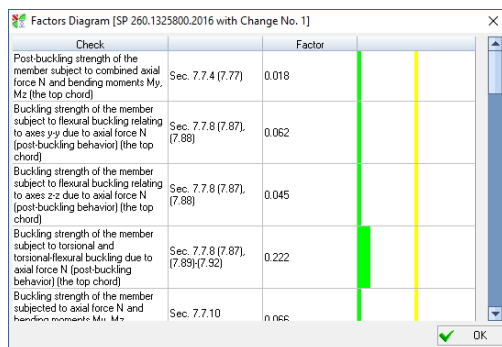 Factors Diagram [SP 260.1325800.2016 with Change No. 1]
Check Factor
Post-buckling strength of the
member subject to combined axial
force N and bending moments My,
Mz (the top chord)
Sec. 7.7.4 (7.77)
0.018
Buckling strength of the member
subject to flexural buckling relating
to axes y-y due to axial force N
(post-buckling behavior) (the top
chord)
Sec. 7.7.8 (7.87),
(7.88)
0.062
Buckling strength of the member
subject to flexural buckling relating
to axes z-z due to axial force N
(post-buckling behavior) (the top
chord)
Sec. 7.7.8 (7.87),
(7.88)
0.045
Buckling strength of the member
subject to torsional and
torsional-flexural buckling due to
axial force N (post-buckling
behavior) (the top chord)
Sec. 7.7.8 (7.87),
(7.89)-(7.92)
0.222
Buckling strength of the member
subjected to axial force N and
bending moments My, Mz
Sec. 7.7.10
0.066
OK